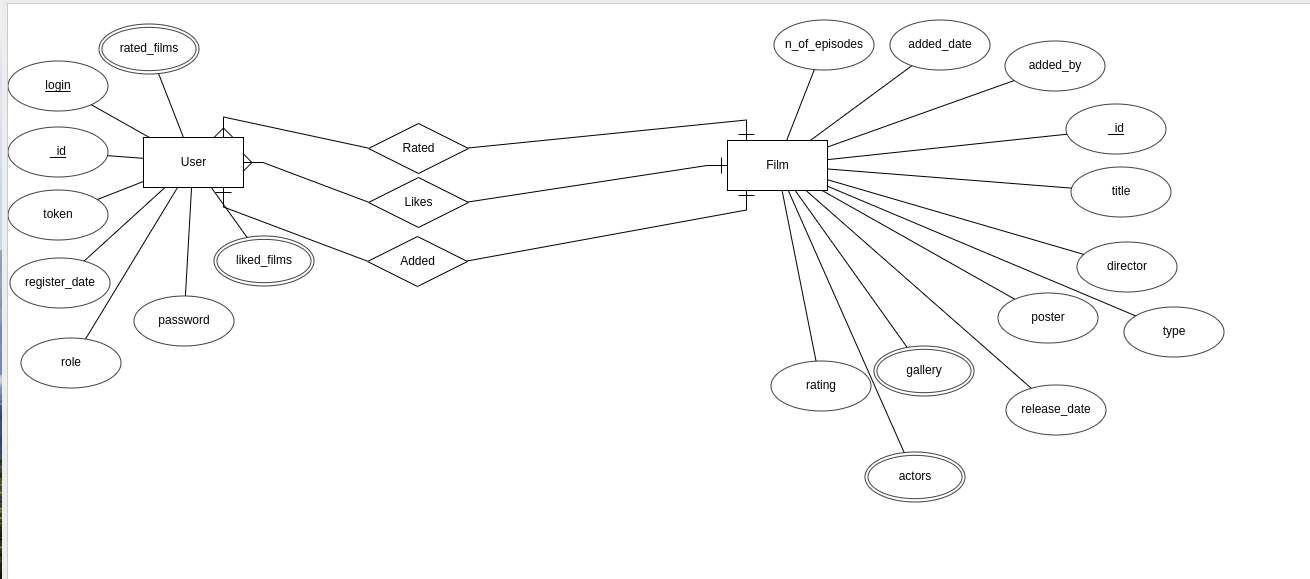 rated_films
login
_id
User
token
register_date
role
password
liked_films
Rated
Likes
Added
Film
n_of_episodes
added_date
added_by
_id
title
director
type
poster
release_date
gallery
rating
actors